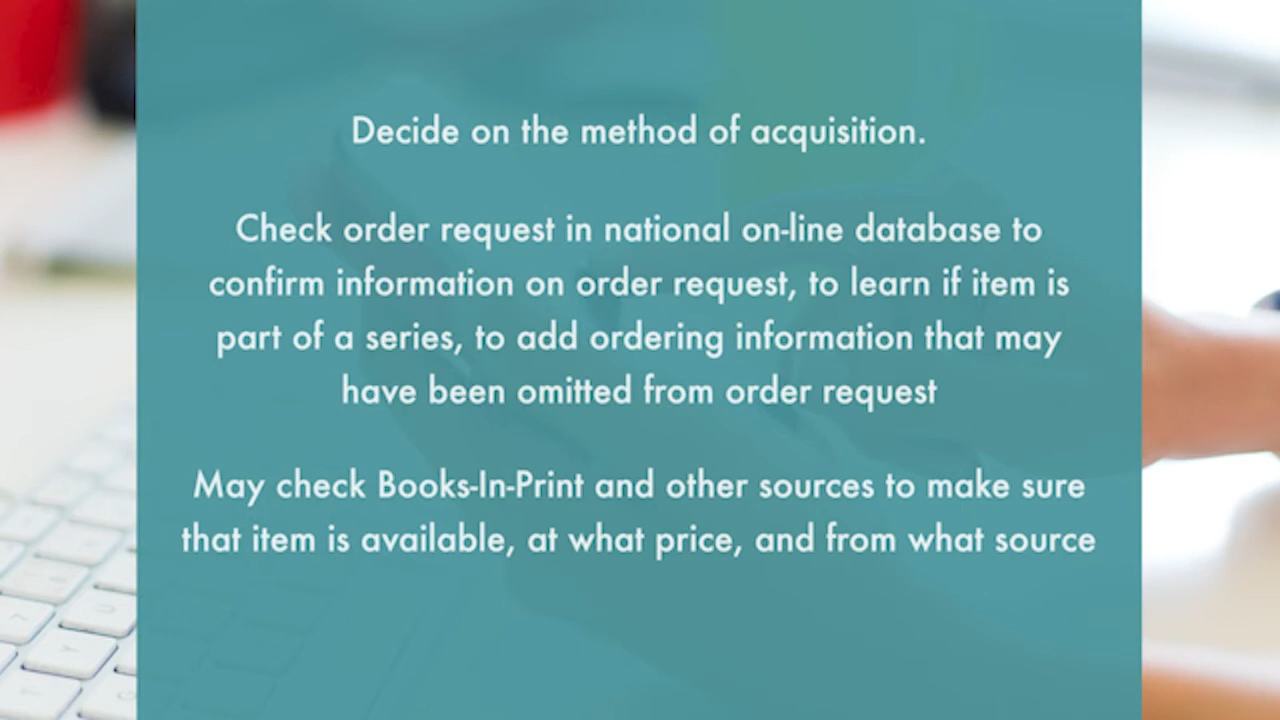 Decide on the method of acquisition.
Check order request in national on-line database to
confirm information on order request, to learn if item is
part of a series, to add ordering information that may
have been omitted from order request
May check Books-In-Print and other sources to make sure
that item is available, at what price, and from what source